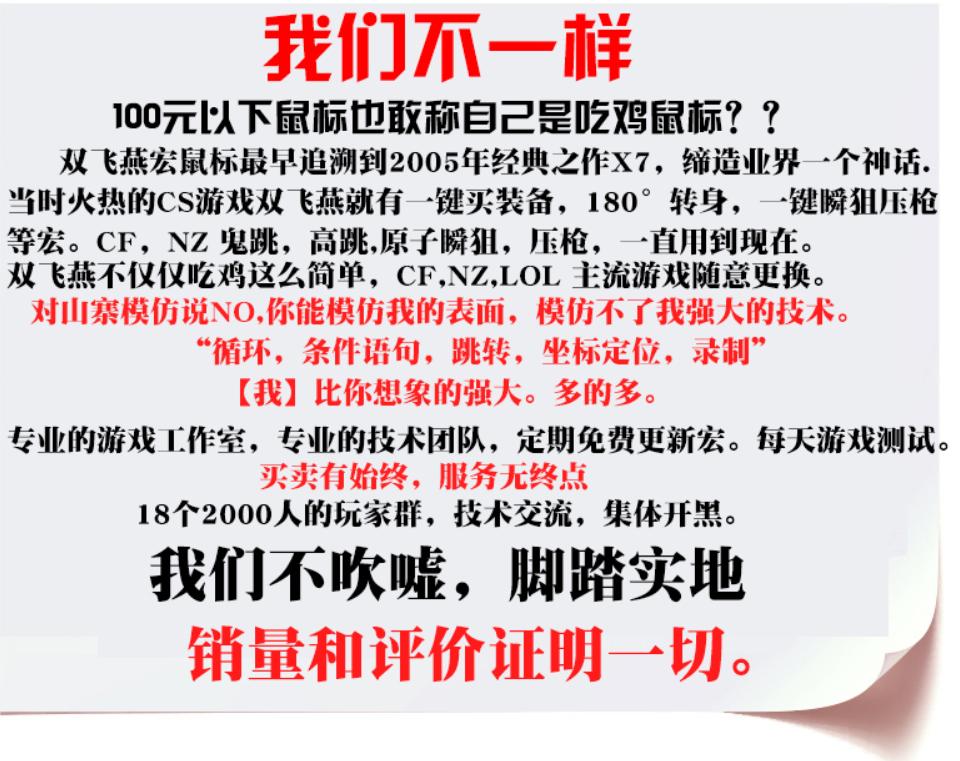 我们不一样
100元以下鼠标也敢称自己是吃鸡鼠标？？
双飞燕宏鼠标最早追溯到2005年经典之作X7，缔造业界一个神话.
当时火热的CS游戏双飞燕就有一键买装备，180°转身，一键瞬狙压枪
等宏。CF，NZ 鬼跳，高跳,原子瞬狙，压枪，一直用到现在。
双飞燕不仅仅吃鸡这么简单，CF,NZ,LOL 主流游戏随意更换。
对山寨模仿说NO,你能模仿我的表面，模仿不了我强大的技术。
“循环，条件语句，跳转，坐标定位，录制”
【我】比你想象的强大。多的多。
专业的游戏工作室，专业的技术团队，定期免费更新宏。每天游戏测试。
买卖有始终，服务无终点
18个2000人的玩家群，技术交流，集体开黑。
我们不吹嘘，脚踏实地
销量和评价证明一切。